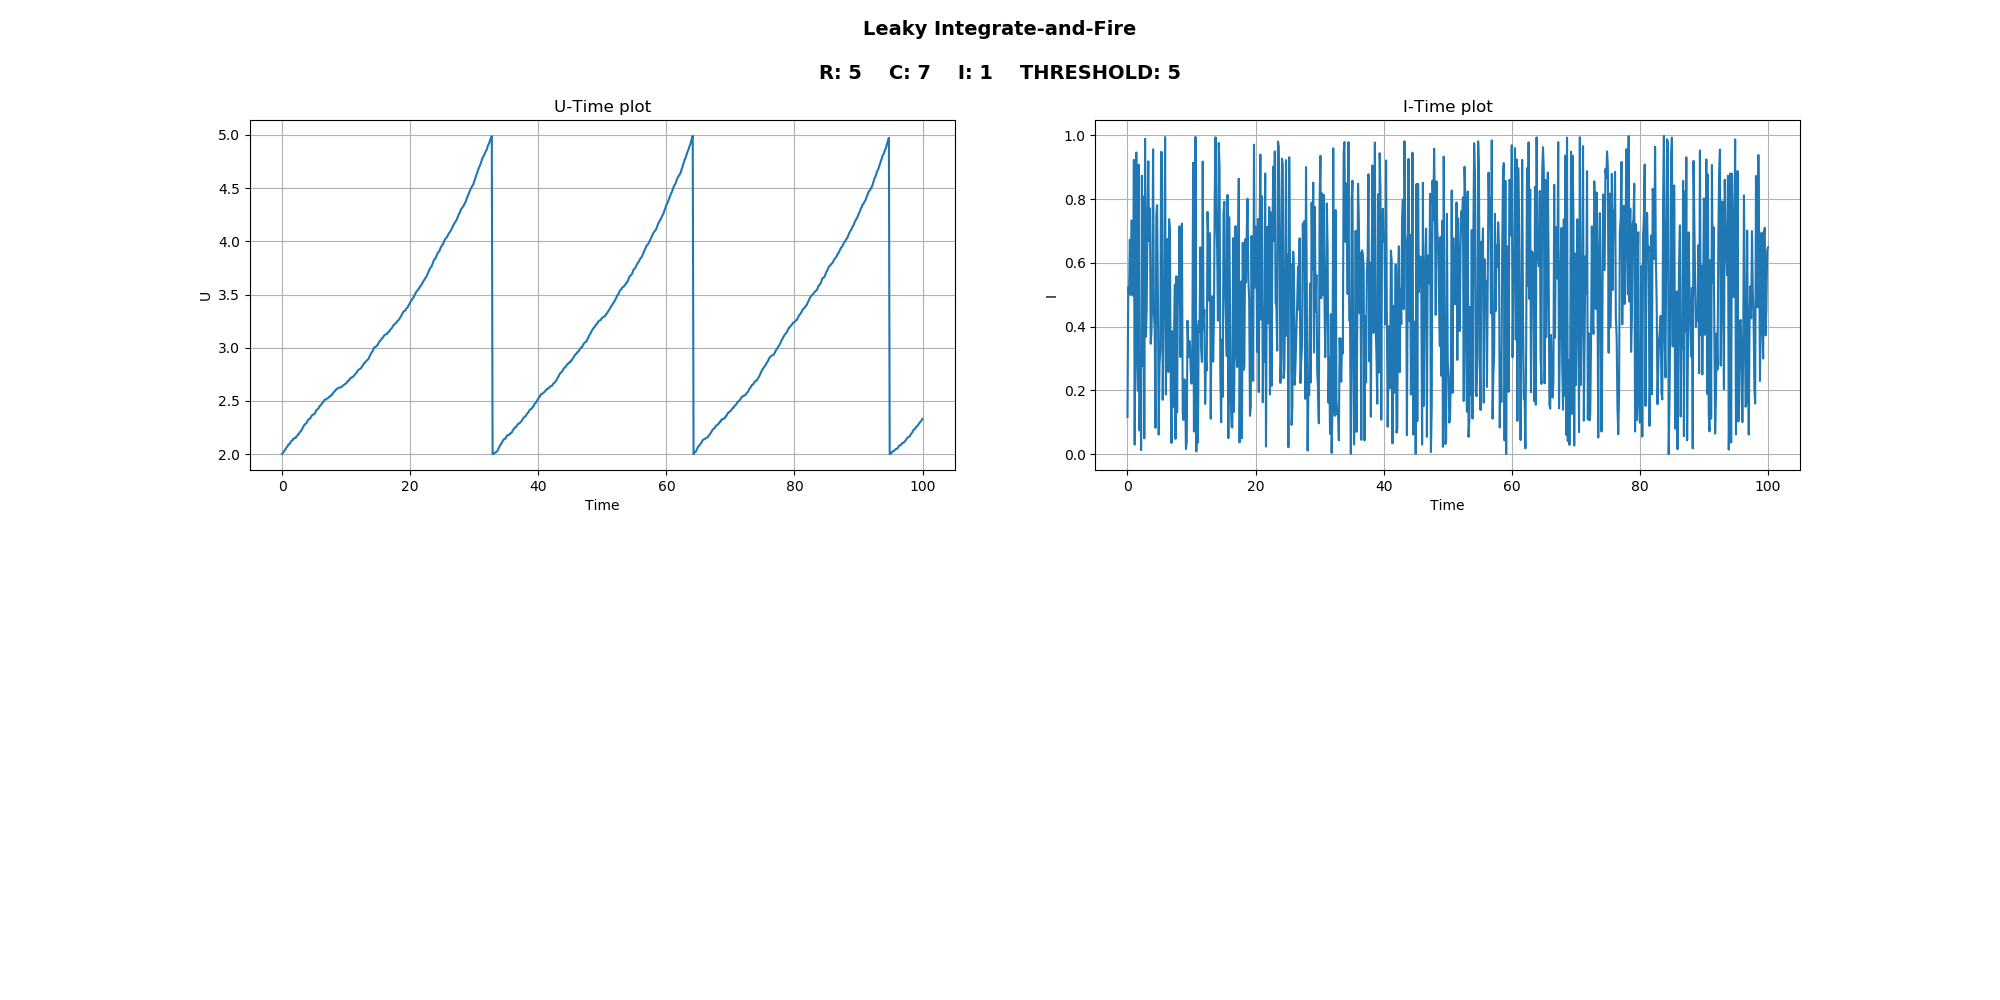 Leaky Integrate-and-Fire
R: 5    C: 7    I: 1    THRESHOLD: 5
U-Time plot
5.0
4.5
4.0
3.5
3.0
2.5
2.0
U
0 20 40 60 80 100
Time
I-Time plot
1.0
0.8
0.6
0.4
0.2
0.0
I
0 20 40 60 80 100
Time